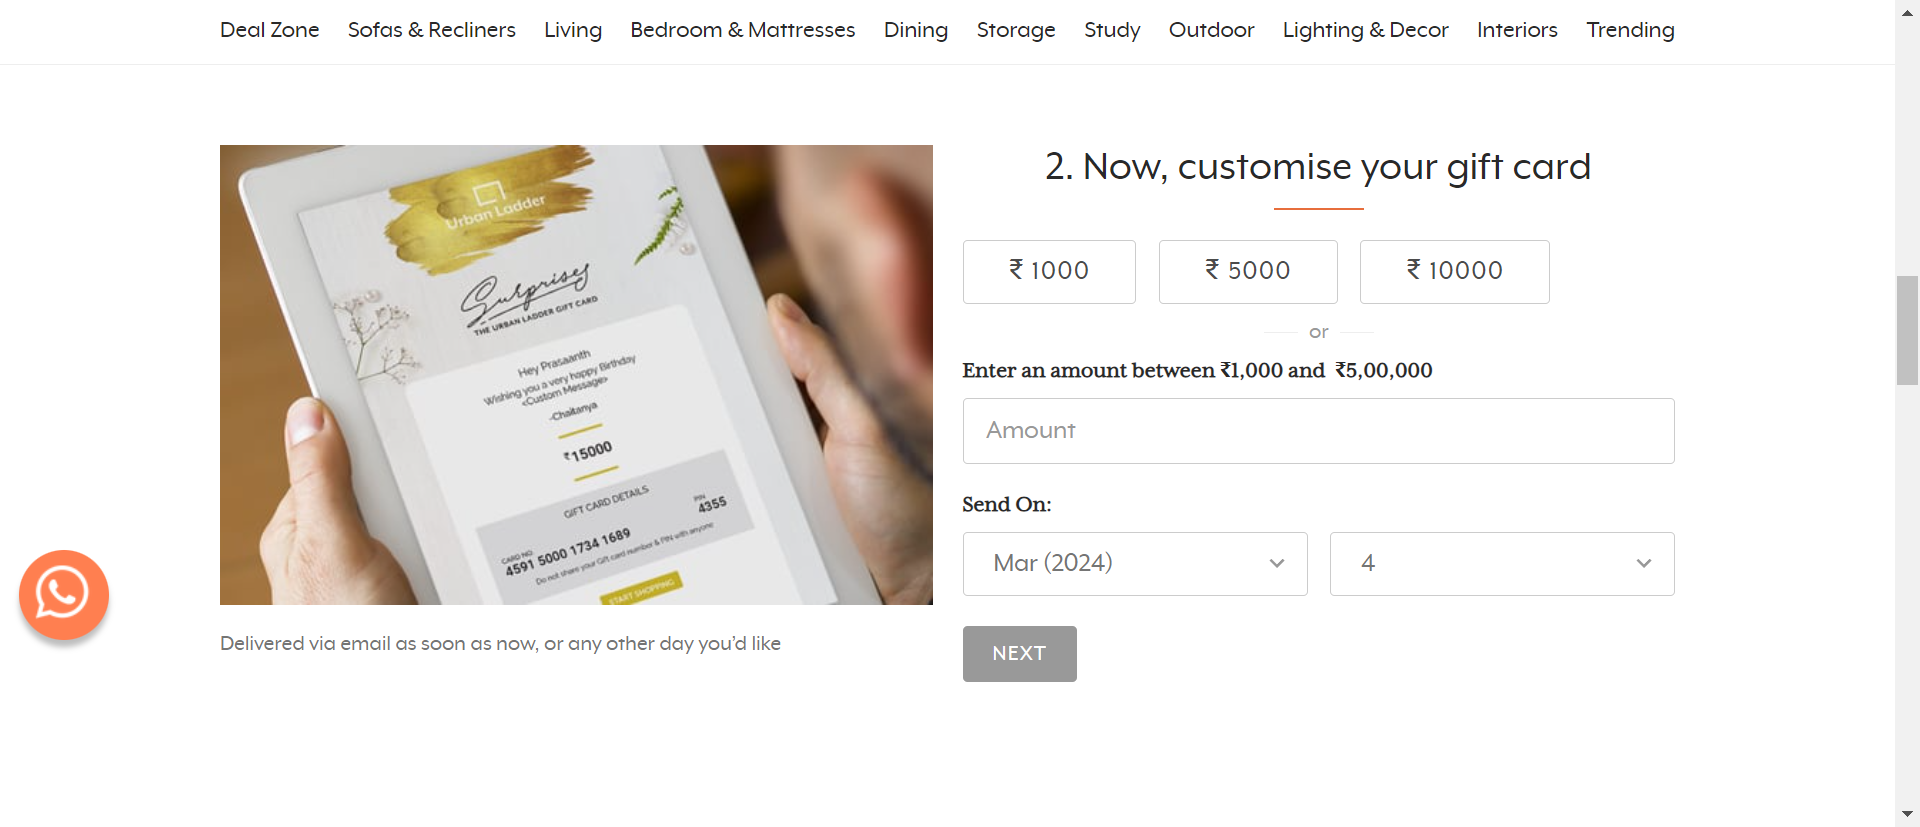 Deal Zone Sofas & Recliners Living Bedroom & Mattresses Dining Storage Study Outdoor Lighting & Decor Interiors Trending
Urban Ladder
Surprises
THE URBAN LADDER GIFT CARD
Hey Prasaanth
Wishing you a very happy Birthday
<Custom Message>
-Chaitanya
₹15000
GIFT CARD DETAILS
CARD NO.
4591 5000 1734 1689
PIN
4355
Do not share your Gift card number & PIN with anyone
START SHOPPING
Delivered via email as soon as now, or any other day you’d like
2. Now, customise your gift card
₹ 1000 ₹ 5000 ₹ 10000
or
Enter an amount between ₹1,000 and ₹5,00,000
Amount
Send On:
Mar (2024) 4
NEXT